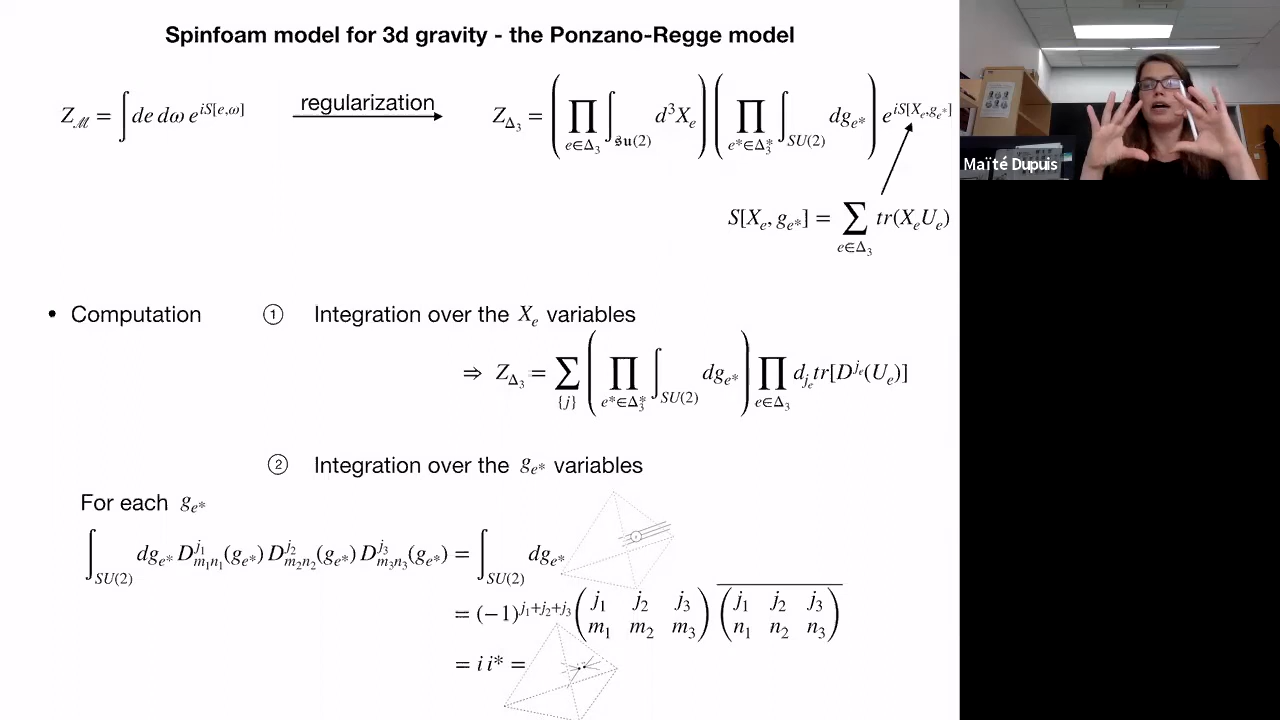 Spinfoam model for 3d gravity - the Ponzano-Regge model
Z_ℳ = ∫ de dω e^{iS[e,ω]}
regularization
Z_{Δ_3} = (∏_{e∈Δ_3} ∫_{𝔰𝔲(2)} d^3X_e) (∏_{e*∈Δ_3^*} ∫_{SU(2)} dg_{e*}) e^{iS[X_e,g_{e*}]}
Maïté Dupuis
S[X_e, g_{e*}] = ∑_{e∈Δ_3} tr(X_e U_e)
• Computation ① Integration over the X_e variables
⇒ Z_{Δ_3} = ∑_{{j}} (∏_{e*∈Δ_3^*} ∫_{SU(2)} dg_{e*}) ∏_{e∈Δ_3} d_{j_e} tr[D^{j_e}(U_e)]
② Integration over the g_{e*} variables
For each g_{e*}
∫_{SU(2)} dg_{e*} D^{j_1}_{m_1n_1}(g_{e*}) D^{j_2}_{m_2n_2}(g_{e*}) D^{j_3}_{m_3n_3}(g_{e*}) = ∫_{SU(2)} dg_{e*}
= (−1)^{j_1+j_2+j_3} (j_1 j_2 j_3 / m_1 m_2 m_3) \overline{(j_1 j_2 j_3 / n_1 n_2 n_3)}
= i i* =